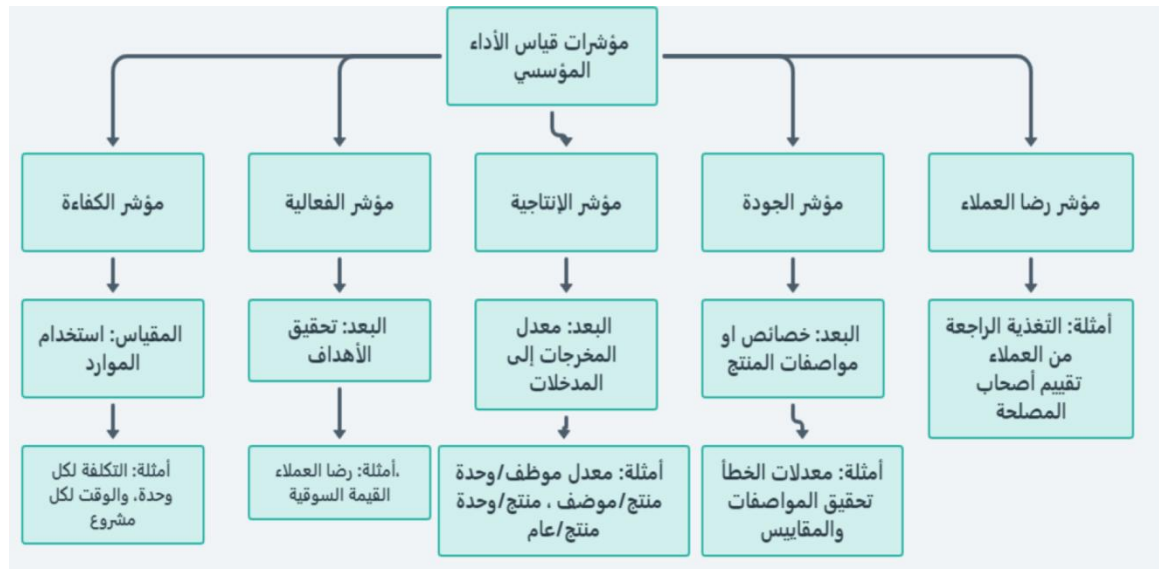 مؤشرات قياس الأداء
المؤسسي
مؤشر رضا العملاء
مؤشر الجودة
مؤشر الإنتاجية
مؤشر الفعالية
مؤشر الكفاءة
أمثلة: التغذية الراجعة
من العملاء
تقييم أصحاب
المصلحة
البعد: خصائص او
مواصفات المنتج
البعد: معدل
المخرجات إلى
المدخلات
البعد: تحقيق
الأهداف
المقياس: استخدام
الموارد
أمثلة: معدلات الخطأ
تحقيق المواصفات
والمقاييس
أمثلة: معدل موظف/وحدة
منتج/موضف ، منتج/وحدة
منتج/عام
،أمثلة: رضا العملاء
القيمة السوقية
أمثلة: التكلفة لكل
وحدة، والوقت لكل
مشروع